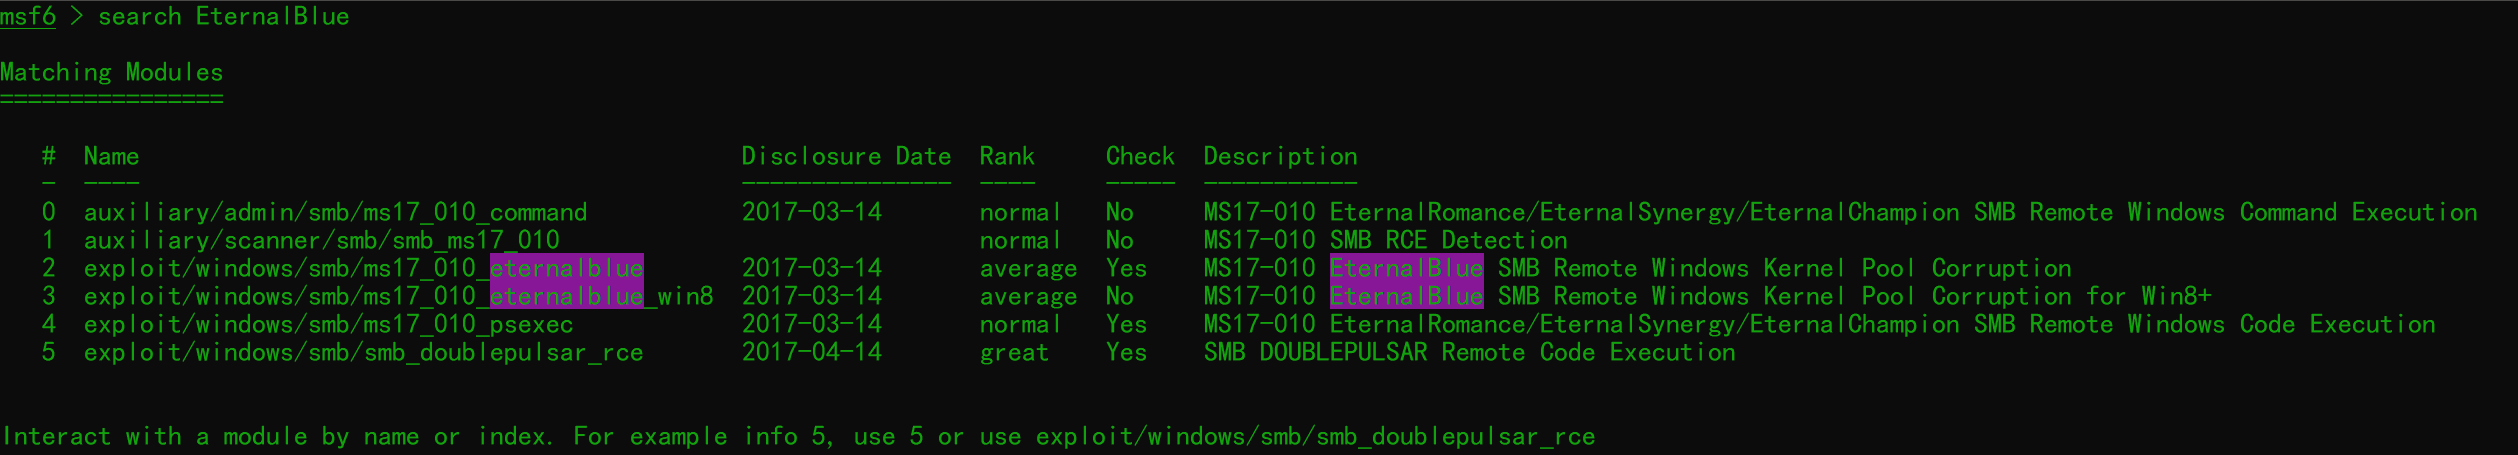 msf6 > search EternalBlue
Matching Modules
================
# Name Disclosure Date Rank Check Description
- ---- --------------- ---- ----- -----------
0 auxiliary/admin/smb/ms17_010_command 2017-03-14 normal No MS17-010 EternalRomance/EternalSynergy/EternalChampion SMB Remote Windows Command Execution
1 auxiliary/scanner/smb/smb_ms17_010 normal No MS17-010 SMB RCE Detection
2 exploit/windows/smb/ms17_010_eternalblue 2017-03-14 average Yes MS17-010 EternalBlue SMB Remote Windows Kernel Pool Corruption
3 exploit/windows/smb/ms17_010_eternalblue_win8 2017-03-14 average No MS17-010 EternalBlue SMB Remote Windows Kernel Pool Corruption for Win8+
4 exploit/windows/smb/ms17_010_psexec 2017-03-14 normal Yes MS17-010 EternalRomance/EternalSynergy/EternalChampion SMB Remote Windows Code Execution
5 exploit/windows/smb/smb_doublepulsar_rce 2017-04-14 great Yes SMB DOUBLEPULSAR Remote Code Execution
Interact with a module by name or index. For example info 5, use 5 or use exploit/windows/smb/smb_doublepulsar_rce